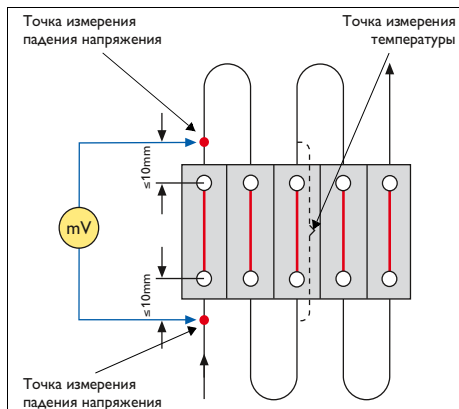 Точка измерения
падения напряжения
Точка измерения
температуры
≤10mm
mV
≤10mm
Точка измерения
падения напряжения